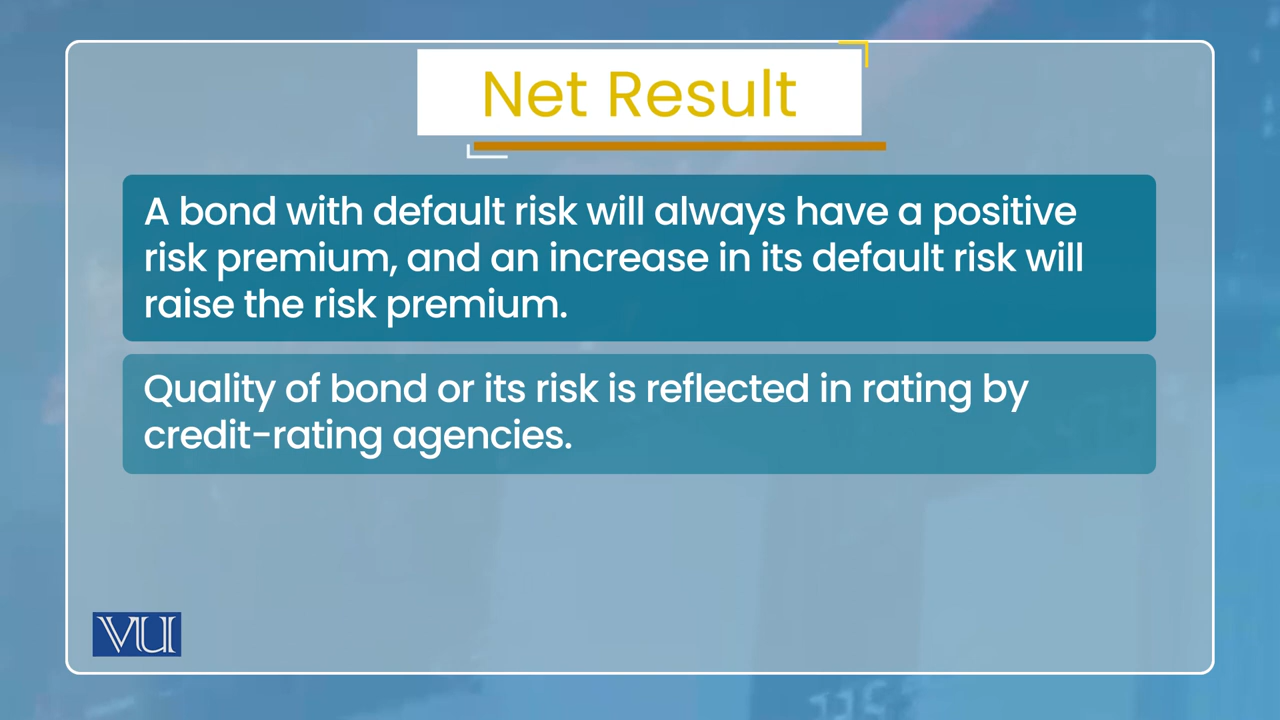 Net Result
A bond with default risk will always have a positive
risk premium, and an increase in its default risk will
raise the risk premium.
Quality of bond or its risk is reflected in rating by
credit-rating agencies.
VU